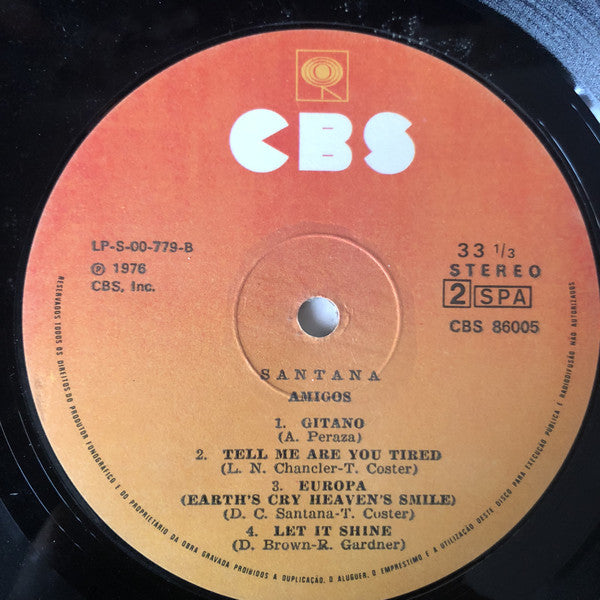 CBS
LP-S-00-779-B
℗ 1976
CBS, Inc.
33 1/3
STEREO
2 SPA
CBS 86005
SANTANA
AMIGOS
1. GITANO
(A. Peraza)
2. TELL ME ARE YOU TIRED
(L. N. Chancler-T. Coster)
3. EUROPA
(EARTH'S CRY HEAVEN'S SMILE)
(D. C. Santana-T. Coster)
4. LET IT SHINE
(D. Brown-R. Gardner)
RESERVADOS TODOS OS DIREITOS DO PRODUTOR FONOGRÁFICO E DO PROPRIETÁRIO DA OBRA GRAVADA PROIBIDOS A DUPLICAÇÃO, O ALUGUER, O EMPRÉSTIMO E A UTILIZAÇÃO DESTE DISCO PARA EXECUÇÃO PÚBLICA E RADIODIFUSÃO NÃO AUTORIZADOS